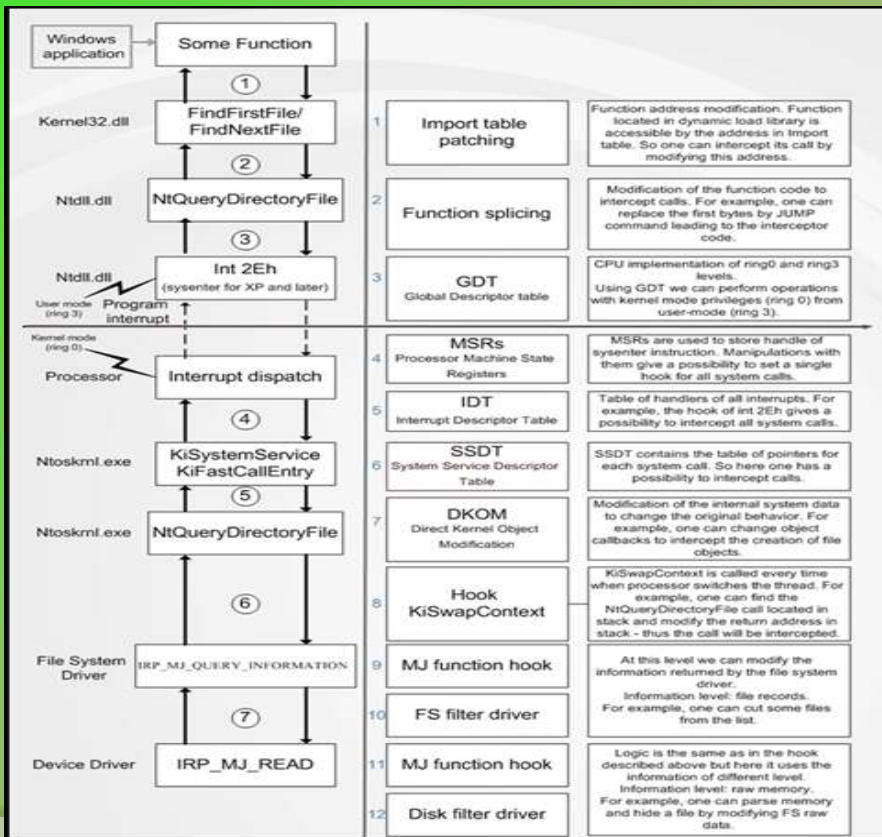 Windows
application
Some Function
1
Kernel32.dll
FindFirstFile/
FindNextFile
2
Ntdll.dll
NtQueryDirectoryFile
3
Ntdll.dll
Int 2Eh
(sysenter for XP and later)
User mode
(ring 3)
Program
interrupt
Kernel mode
(ring 0)
Processor
Interrupt dispatch
4
Ntoskrnl.exe
KiSystemService
KiFastCallEntry
5
Ntoskrnl.exe
NtQueryDirectoryFile
6
File System
Driver
IRP_MJ_QUERY_INFORMATION
7
Device Driver
IRP_MJ_READ
1
Import table
patching
Function address modification. Function
located in dynamic load library is
accessible by the address in Import
table. So one can intercept its call by
modifying this address.
2
Function splicing
Modification of the function code to
intercept calls. For example, one can
replace the first bytes by JUMP
command leading to the interceptor
code.
3
GDT
Global Descriptor table
CPU implementation of ring0 and ring3
levels.
Using GDT we can perform operations
with kernel mode privileges (ring 0) from
user-mode (ring 3).
4
MSRs
Processor Machine State
Registers
MSRs are used to store handle of
sysenter instruction. Manipulations with
them give a possibility to set a single
hook for all system calls.
5
IDT
Interrupt Descriptor Table
Table of handlers of all interrupts. For
example, the hook of int 2Eh gives a
possibility to intercept all system calls.
6
SSDT
System Service Descriptor
Table
SSDT contains the table of pointers for
each system call. So here one has a
possibility to intercept calls.
7
DKOM
Direct Kernel Object
Modification
Modification of the internal system data
to change the original behavior. For
example, one can change object
callbacks to intercept the creation of file
objects.
8
Hook
KiSwapContext
KiSwapContext is called every time
when processor switches the thread. For
example, one can find the
NtQueryDirectoryFile call located in
stack and modify the return address in
stack - thus the call will be intercepted.
9
MJ function hook
At this level we can modify the
information returned by the file system
driver.
Information level: file records.
For example, one can cut some files
from the list.
10
FS filter driver
11
MJ function hook
Logic is the same as in the hook
described above but here it uses the
information of different level.
Information level: raw memory.
For example, one can parse memory
and hide a file by modifying FS raw
data.
12
Disk filter driver